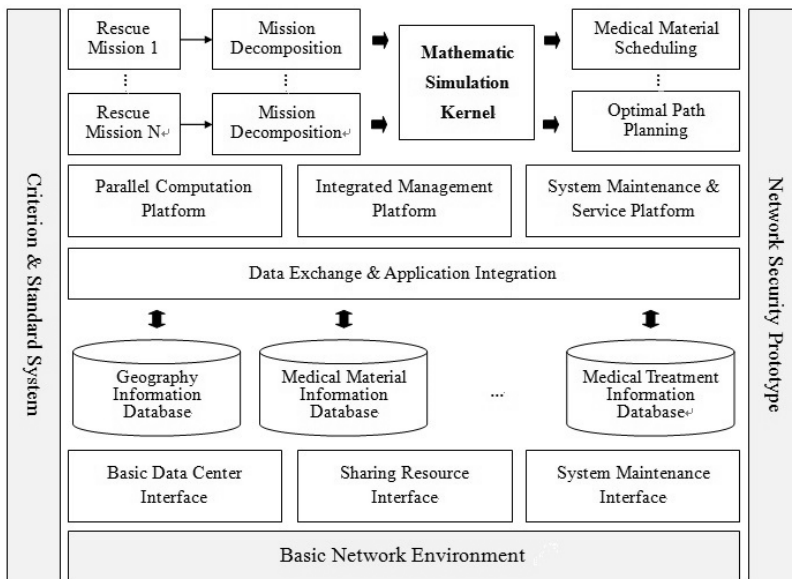 Rescue
Mission 1
Mission
Decomposition
Mathematic
Simulation
Kernel
Medical Material
Scheduling
⋮
⋮
⋮
Rescue
Mission N↵
Mission
Decomposition↵
Optimal Path
Planning
Parallel Computation
Platform
Integrated Management
Platform
System Maintenance &
Service Platform
Data Exchange & Application Integration
Geography
Information
Database
Medical Material
Information
Database
...
Medical Treatment
Information
Database↵
Basic Data Center
Interface
Sharing Resource
Interface
System Maintenance
Interface
Basic Network Environment
Criterion & Standard System
Network Security Prototype